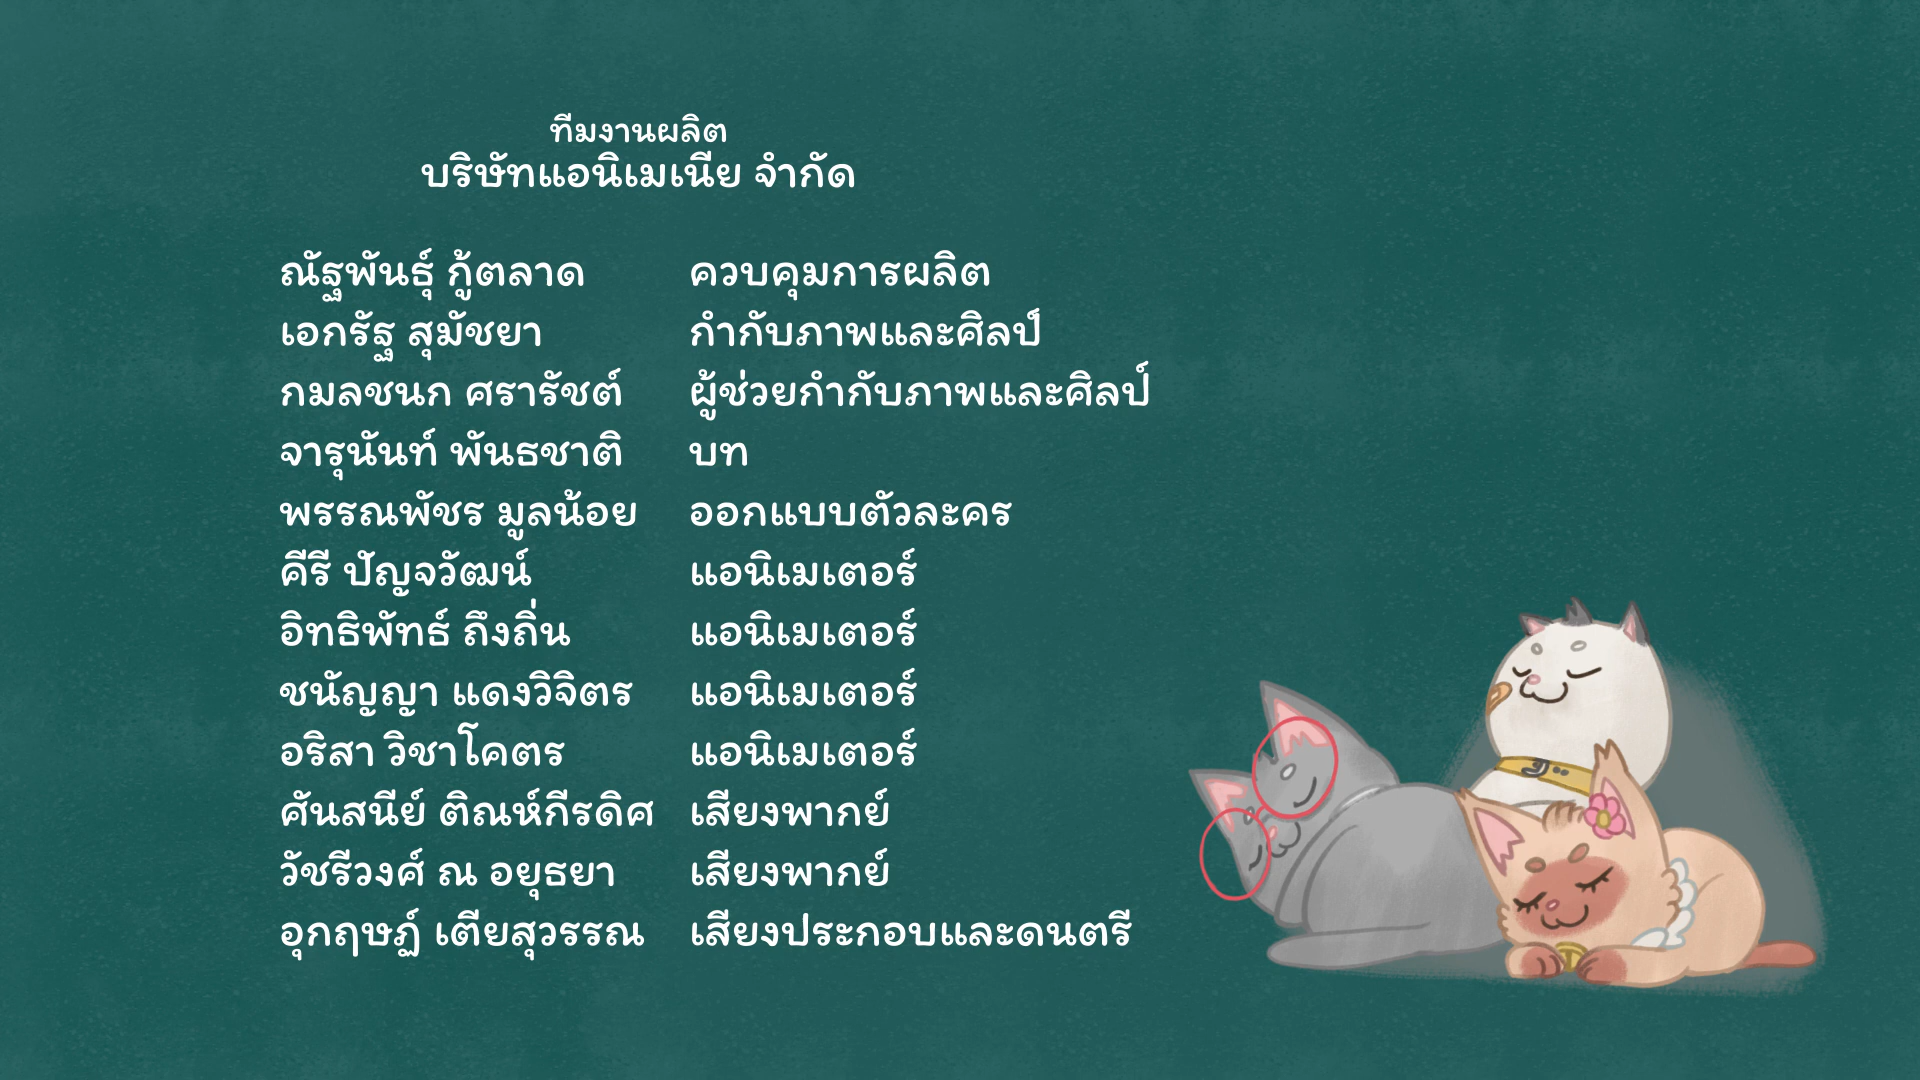 ทีมงานผลิต
บริษัทแอนิเมเนีย จำกัด
ณัฐพันธุ์ กู้ตลาด ควบคุมการผลิต
เอกรัฐ สุมัชยา กำกับภาพและศิลป์
กมลชนก ศรารัชต์ ผู้ช่วยกำกับภาพและศิลป์
จารุนันท์ พันธชาติ บท
พรรณพัชร มูลน้อย ออกแบบตัวละคร
คีรี ปัญจวัฒน์ แอนิเมเตอร์
อิทธิพัทธ์ ถึงถิ่น แอนิเมเตอร์
ชนัญญา แดงวิจิตร แอนิเมเตอร์
อริสา วิชาโคตร แอนิเมเตอร์
ศันสนีย์ ติณห์กีรดิศ เสียงพากย์
วัชรีวงศ์ ณ อยุธยา เสียงพากย์
อุกฤษฏ์ เตียสุวรรณ เสียงประกอบและดนตรี